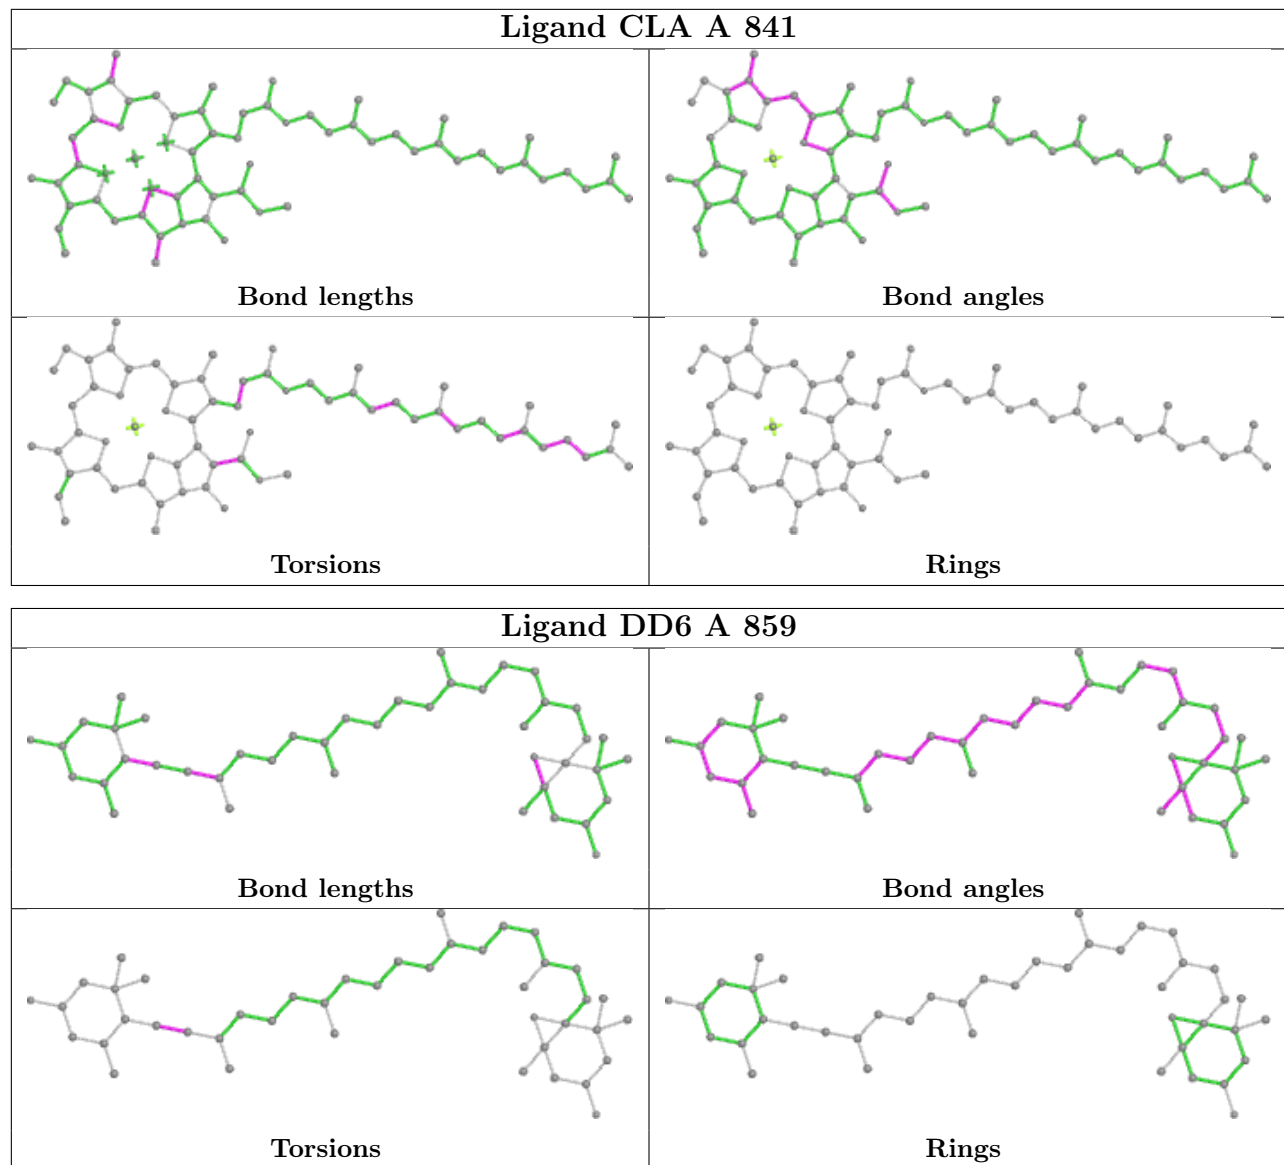 Ligand CLA A 841
Bond lengths
Bond angles
Torsions
Rings
Ligand DD6 A 859
Bond lengths
Bond angles
Torsions
Rings